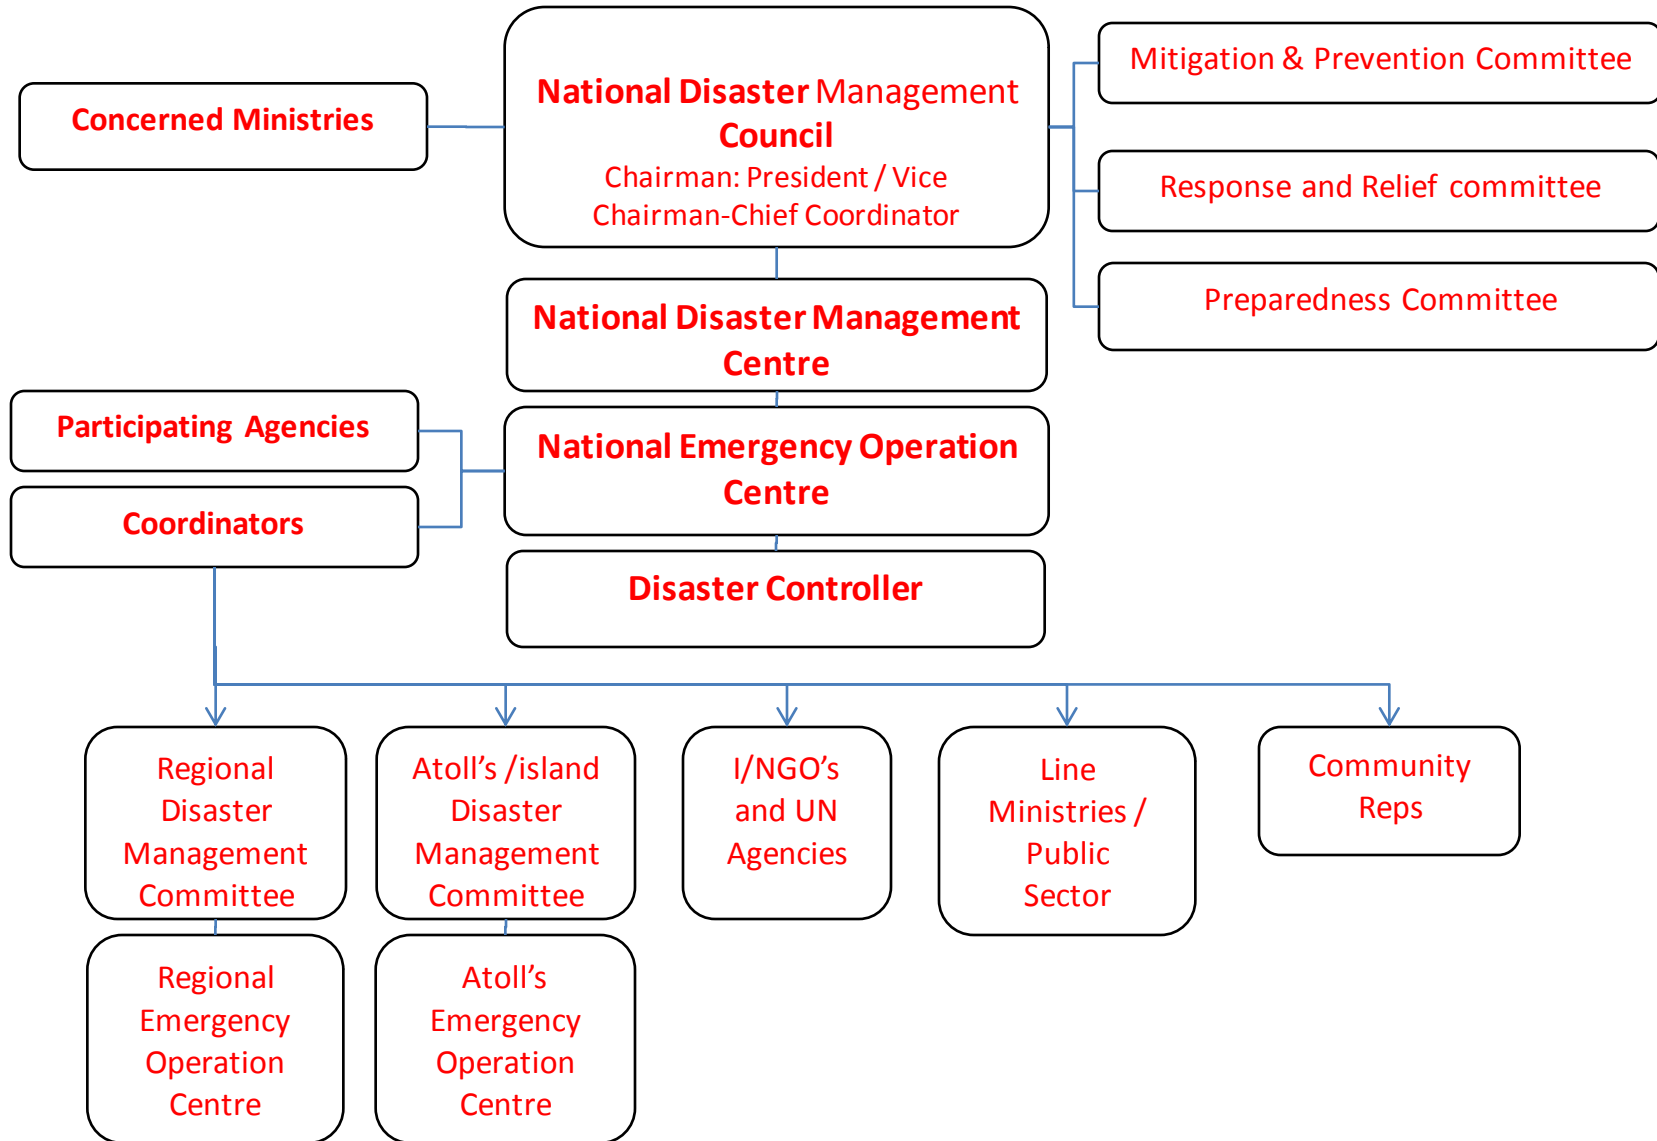 Concerned Ministries
National Disaster Management
Council
Chairman: President / Vice
Chairman-Chief Coordinator
Mitigation & Prevention Committee
Response and Relief committee
Preparedness Committee
National Disaster Management
Centre
Participating Agencies
Coordinators
National Emergency Operation
Centre
Disaster Controller
Regional
Disaster
Management
Committee
Atoll’s /island
Disaster
Management
Committee
I/NGO’s
and UN
Agencies
Line
Ministries /
Public
Sector
Community
Reps
Regional
Emergency
Operation
Centre
Atoll’s
Emergency
Operation
Centre